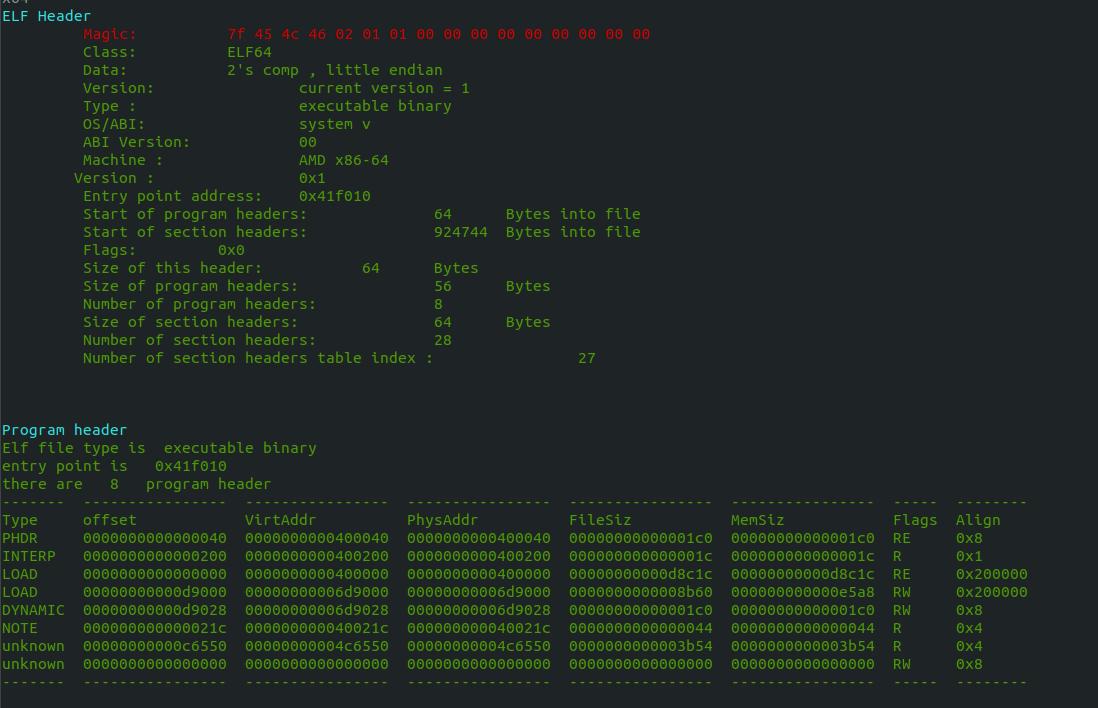 x64
ELF Header
Magic: 7f 45 4c 46 02 01 01 00 00 00 00 00 00 00 00 00
Class: ELF64
Data: 2's comp , little endian
Version: current version = 1
Type : executable binary
OS/ABI: system v
ABI Version: 00
Machine : AMD x86-64
Version : 0x1
Entry point address: 0x41f010
Start of program headers: 64 Bytes into file
Start of section headers: 924744 Bytes into file
Flags: 0x0
Size of this header: 64 Bytes
Size of program headers: 56 Bytes
Number of program headers: 8
Size of section headers: 64 Bytes
Number of section headers: 28
Number of section headers table index : 27
Program header
Elf file type is executable binary
entry point is 0x41f010
there are 8 program header
------- ---------------- ---------------- ---------------- ---------------- ---------------- ----- --------
Type offset VirtAddr PhysAddr FileSiz MemSiz Flags Align
PHDR 0000000000000040 0000000000400040 0000000000400040 00000000000001c0 00000000000001c0 RE 0x8
INTERP 0000000000000200 0000000000400200 0000000000400200 000000000000001c 000000000000001c R 0x1
LOAD 0000000000000000 0000000000400000 0000000000400000 00000000000d8c1c 00000000000d8c1c RE 0x200000
LOAD 00000000000d9000 00000000006d9000 00000000006d9000 0000000000008b60 000000000000e5a8 RW 0x200000
DYNAMIC 00000000000d9028 00000000006d9028 00000000006d9028 00000000000001c0 00000000000001c0 RW 0x8
NOTE 000000000000021c 000000000040021c 000000000040021c 0000000000000044 0000000000000044 R 0x4
unknown 00000000000c6550 00000000004c6550 00000000004c6550 0000000000003b54 0000000000003b54 R 0x4
unknown 0000000000000000 0000000000000000 0000000000000000 0000000000000000 0000000000000000 RW 0x8
------- ---------------- ---------------- ---------------- ---------------- ---------------- ----- --------